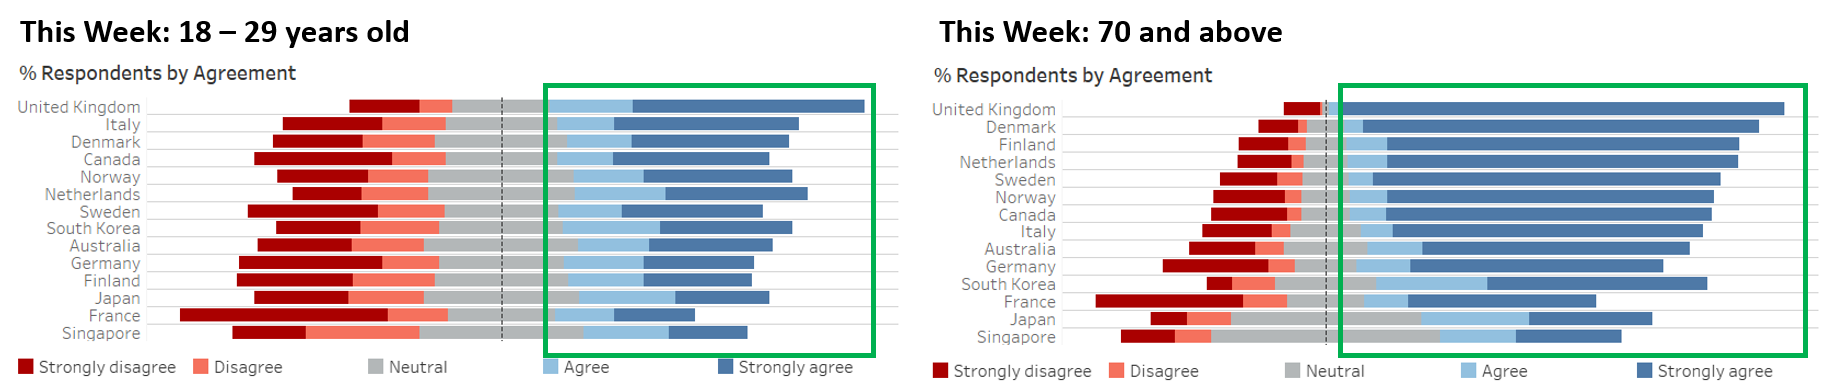 This Week: 18 – 29 years old
% Respondents by Agreement
United Kingdom
Italy
Denmark
Canada
Norway
Netherlands
Sweden
South Korea
Australia
Germany
Finland
Japan
France
Singapore
Strongly disagree Disagree Neutral Agree Strongly agree
This Week: 70 and above
% Respondents by Agreement
United Kingdom
Denmark
Finland
Netherlands
Sweden
Norway
Canada
Italy
Australia
Germany
South Korea
France
Japan
Singapore
Strongly disagree Disagree Neutral Agree Strongly agree